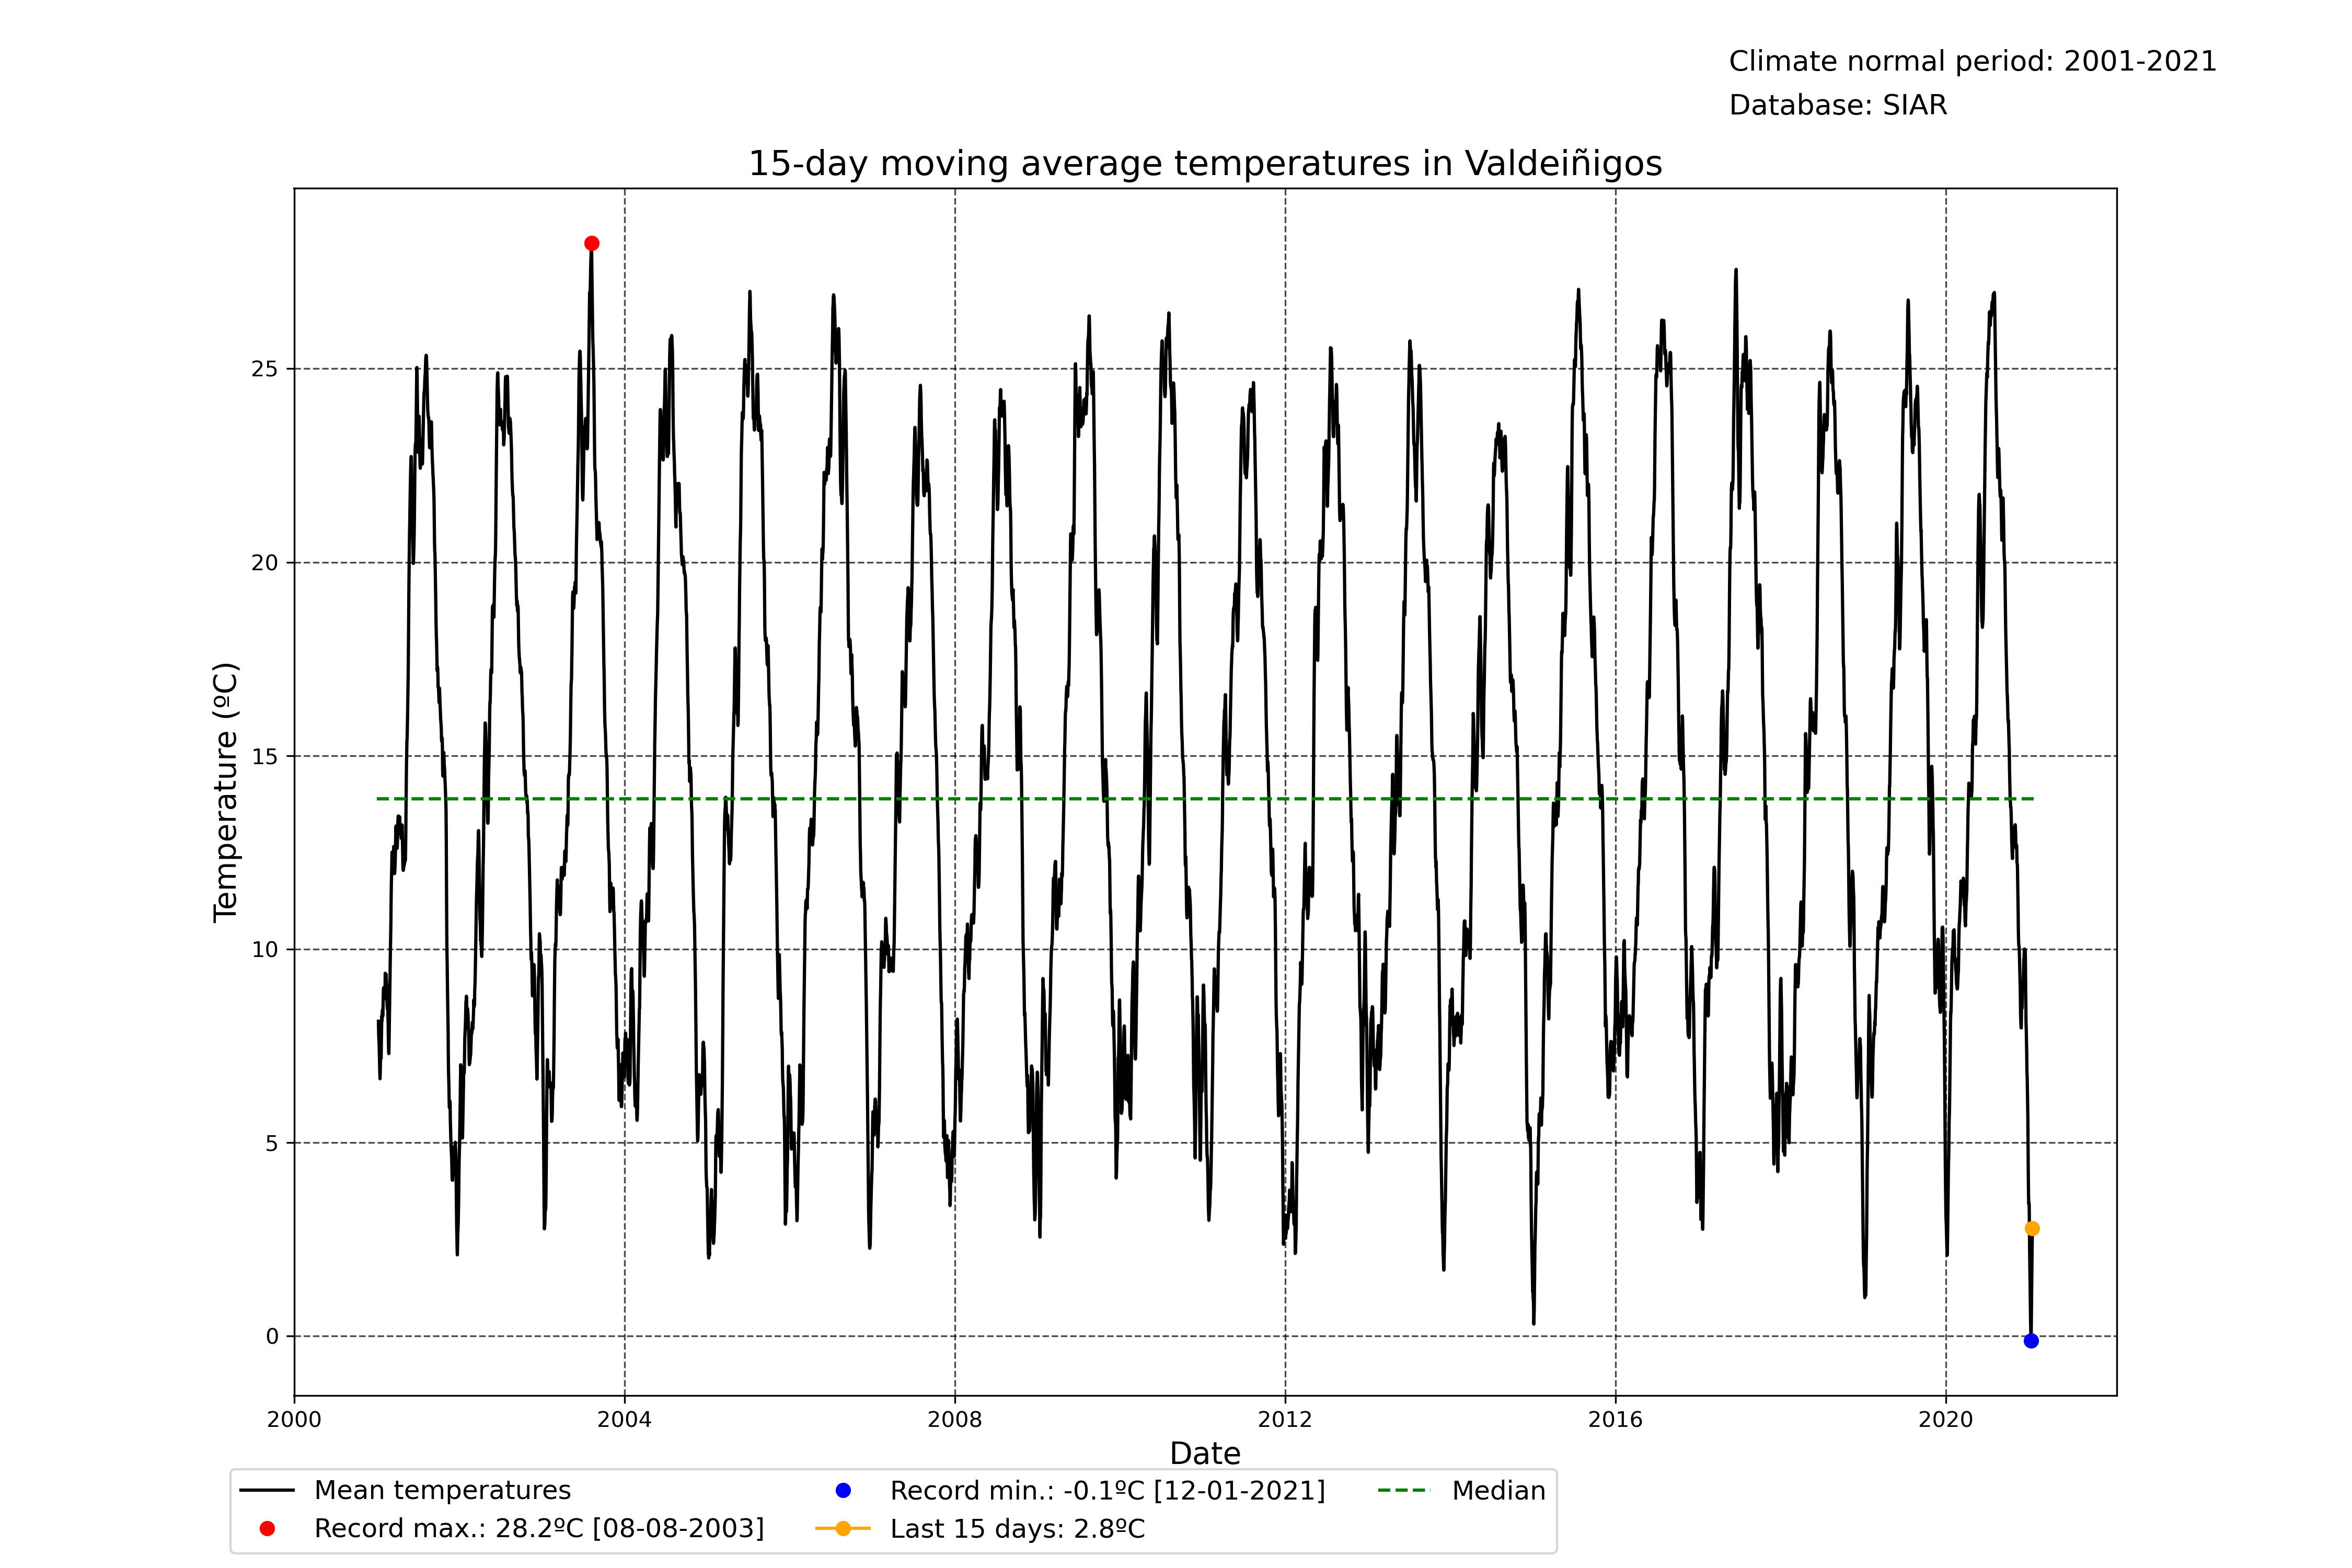 Climate normal period: 2001-2021
Database: SIAR
15-day moving average temperatures in Valdeiñigos
Temperature (ºC)
25
20
15
10
5
0
2000
2004
2008
2012
2016
2020
Date
Mean temperatures
Record max.: 28.2ºC [08-08-2003]
Record min.: -0.1ºC [12-01-2021]
Last 15 days: 2.8ºC
Median